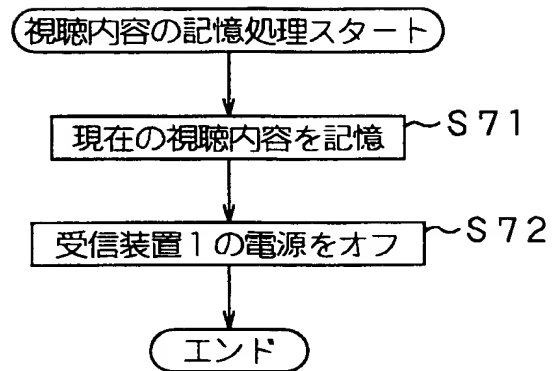 視聴内容の記憶処理スタート
現在の視聴内容を記憶
S71
受信装置1の電源をオフ
S72
エンド